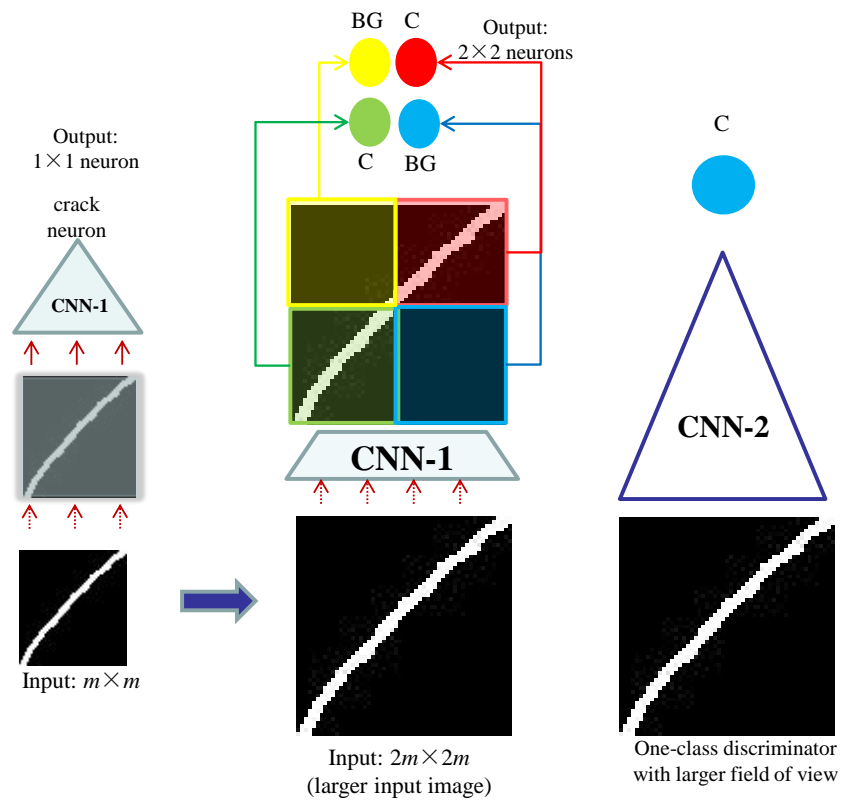 Output:
1×1 neuron
crack
neuron
CNN-1
Input: m×m
BG C
Output:
2×2 neurons
C
BG
CNN-1
Input: 2m×2m
(larger input image)
C
CNN-2
One-class discriminator
with larger field of view